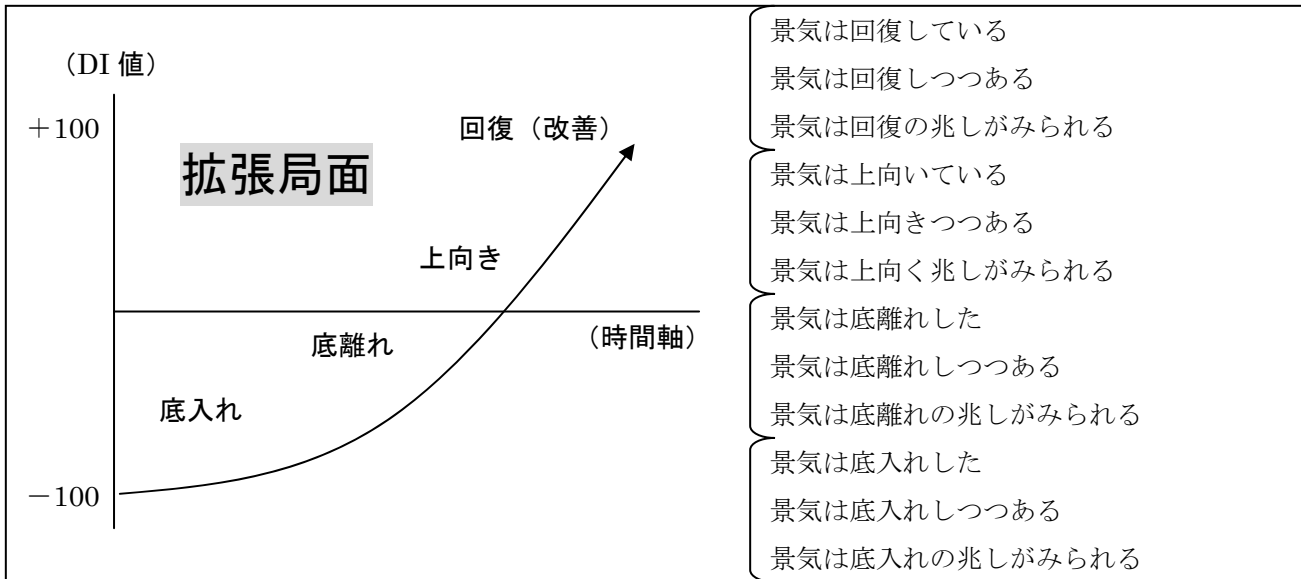 (DI 値)
+100
拡張局面
回復（改善）
上向き
(時間軸)
底離れ
底入れ
−100
景気は回復している
景気は回復しつつある
景気は回復の兆しがみられる
景気は上向いている
景気は上向きつつある
景気は上向く兆しがみられる
景気は底離れした
景気は底離れしつつある
景気は底離れの兆しがみられる
景気は底入れした
景気は底入れしつつある
景気は底入れの兆しがみられる